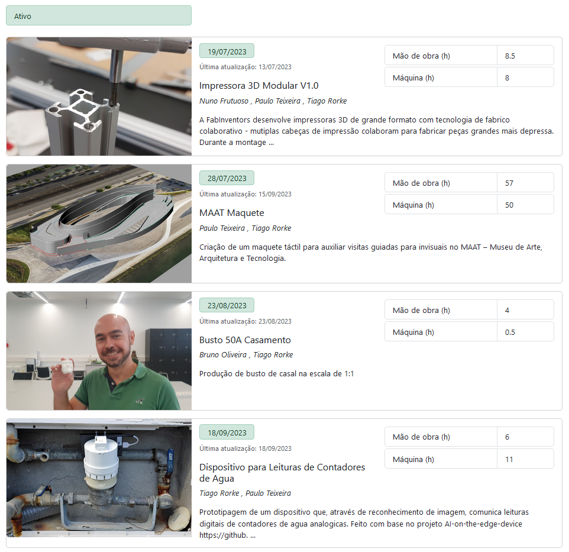 Ativo
19/07/2023
Última atualização: 13/07/2023
Impressora 3D Modular V1.0
Nuno Frutuoso , Paulo Teixeira , Tiago Rorke
A FabInventors desenvolve impressoras 3D de grande formato com tecnologia de fabrico
colaborativo - mutiplas cabeças de impressão colaboram para fabricar peças grandes mais depressa.
Durante a montage ...
Mão de obra (h) 8.5
Máquina (h) 8
28/07/2023
Última atualização: 15/09/2023
MAAT Maquete
Paulo Teixeira , Tiago Rorke
Criação de um maquete táctil para auxiliar visitas guiadas para invisuais no MAAT – Museu de Arte,
Arquitetura e Tecnologia.
Mão de obra (h) 57
Máquina (h) 50
23/08/2023
Última atualização: 23/08/2023
Busto 50A Casamento
Bruno Oliveira , Tiago Rorke
Produção de busto de casal na escala de 1:1
Mão de obra (h) 4
Máquina (h) 0.5
18/09/2023
Última atualização: 18/09/2023
Dispositivo para Leituras de Contadores
de Agua
Tiago Rorke , Paulo Teixeira
Prototipagem de um dispositivo que, através de reconhecimento de imagem, comunica leituras
digitais de contadores de agua analogicas. Feito com base no projeto AI-on-the-edge-device
https://github. ...
Mão de obra (h) 6
Máquina (h) 11